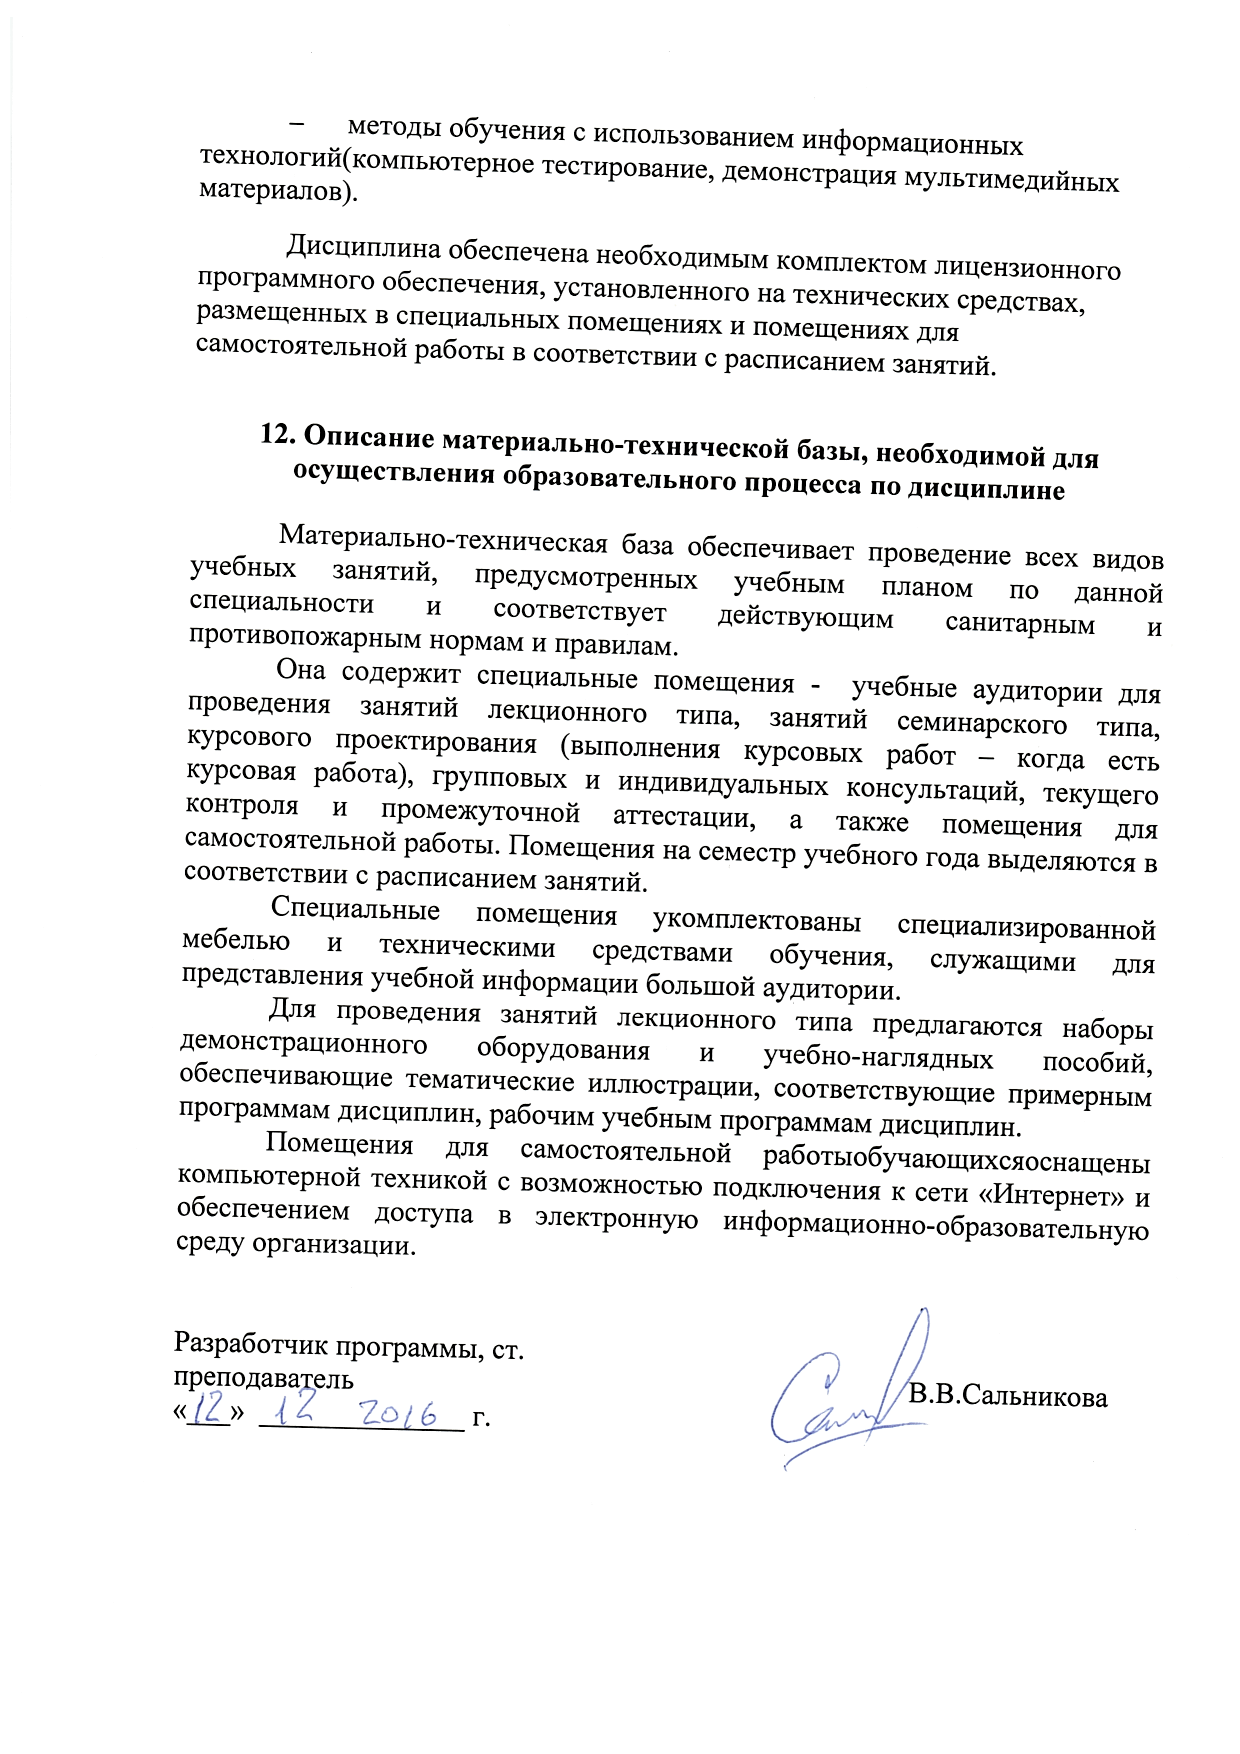 – методы обучения с использованием информационных
технологий(компьютерное тестирование, демонстрация мультимедийных
материалов).
Дисциплина обеспечена необходимым комплектом лицензионного
программного обеспечения, установленного на технических средствах,
размещенных в специальных помещениях и помещениях для
самостоятельной работы в соответствии с расписанием занятий.
12. Описание материально-технической базы, необходимой для
осуществления образовательного процесса по дисциплине
Материально-техническая база обеспечивает проведение всех видов
учебных занятий, предусмотренных учебным планом по данной
специальности и соответствует действующим санитарным и
противопожарным нормам и правилам.
Она содержит специальные помещения - учебные аудитории для
проведения занятий лекционного типа, занятий семинарского типа,
курсового проектирования (выполнения курсовых работ – когда есть
курсовая работа), групповых и индивидуальных консультаций, текущего
контроля и промежуточной аттестации, а также помещения для
самостоятельной работы. Помещения на семестр учебного года выделяются в
соответствии с расписанием занятий.
Специальные помещения укомплектованы специализированной
мебелью и техническими средствами обучения, служащими для
представления учебной информации большой аудитории.
Для проведения занятий лекционного типа предлагаются наборы
демонстрационного оборудования и учебно-наглядных пособий,
обеспечивающие тематические иллюстрации, соответствующие примерным
программам дисциплин, рабочим учебным программам дисциплин.
Помещения для самостоятельной работыобучающихсяоснащены
компьютерной техникой с возможностью подключения к сети «Интернет» и
обеспечением доступа в электронную информационно-образовательную
среду организации.
Разработчик программы, ст.
преподаватель
В.В.Сальникова
«12» 12 2016 г.